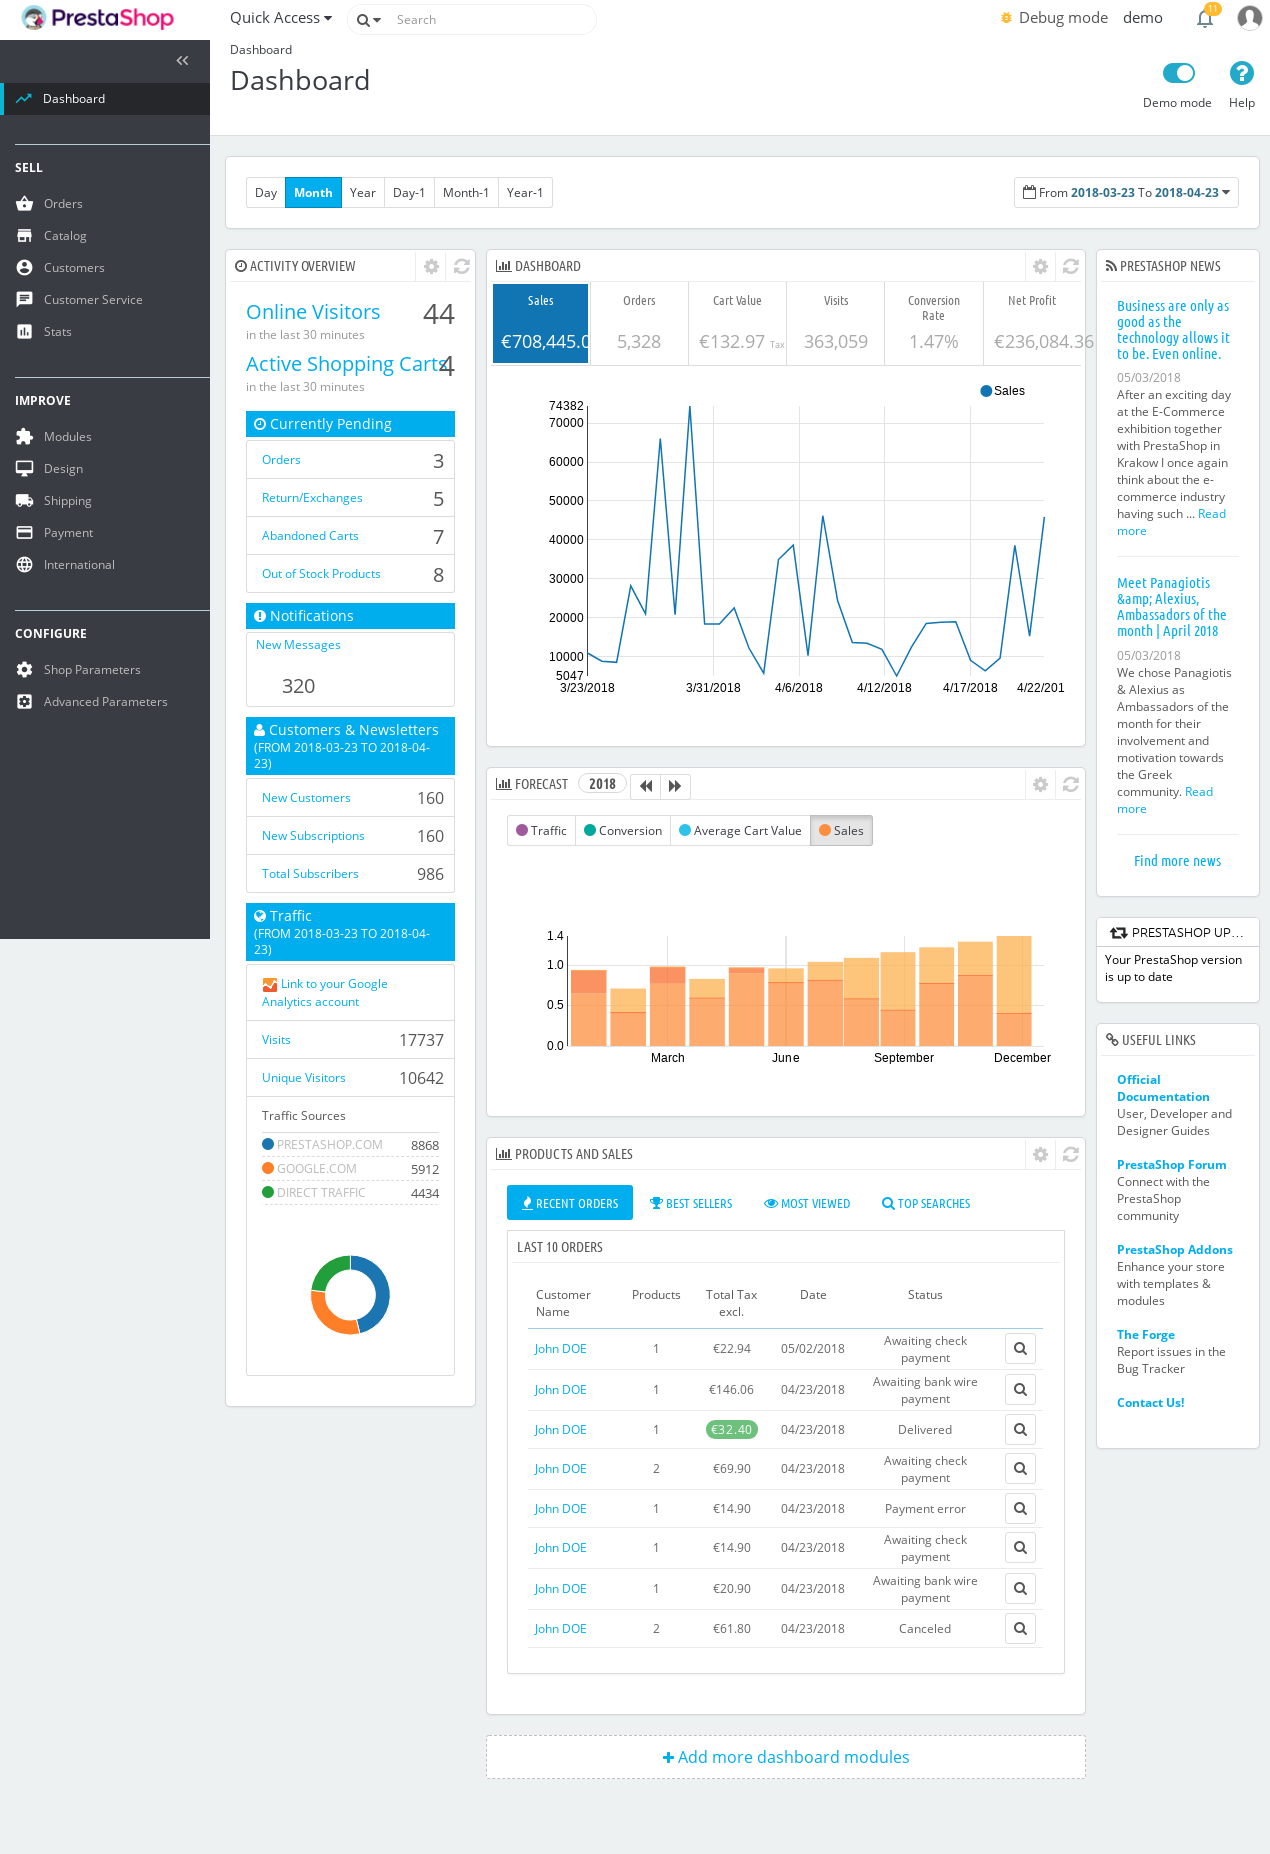 PrestaShop
Quick Access
Search
Debug mode
demo
11
Dashboard
Dashboard
Demo mode
Help
Dashboard
SELL
Orders
Catalog
Customers
Customer Service
Stats
IMPROVE
Modules
Design
Shipping
Payment
International
CONFIGURE
Shop Parameters
Advanced Parameters
Day Month Year Day-1 Month-1 Year-1
From 2018-03-23 To 2018-04-23
ACTIVITY OVERVIEW
Online Visitors 44
in the last 30 minutes
Active Shopping Carts 4
in the last 30 minutes
Currently Pending
Orders 3
Return/Exchanges 5
Abandoned Carts 7
Out of Stock Products 8
Notifications
New Messages
320
Customers & Newsletters
(FROM 2018-03-23 TO 2018-04-
23)
New Customers 160
New Subscriptions 160
Total Subscribers 986
Traffic
(FROM 2018-03-23 TO 2018-04-
23)
Link to your Google
Analytics account
Visits 17737
Unique Visitors 10642
Traffic Sources
PRESTASHOP.COM 8868
GOOGLE.COM 5912
DIRECT TRAFFIC 4434
DASHBOARD
Sales Orders Cart Value Visits Conversion Net Profit
Rate
€708,445.0 5,328 €132.97 Tax 363,059 1.47% €236,084.36
Sales
74382
70000
60000
50000
40000
30000
20000
10000
5047
3/23/2018 3/31/2018 4/6/2018 4/12/2018 4/17/2018 4/22/201
FORECAST 2018
Traffic Conversion Average Cart Value Sales
1.4
1.0
0.5
0.0
March June September December
PRODUCTS AND SALES
RECENT ORDERS BEST SELLERS MOST VIEWED TOP SEARCHES
LAST 10 ORDERS
Customer Products Total Tax Date Status
Name excl.
John DOE 1 €22.94 05/02/2018 Awaiting check
payment
John DOE 1 €146.06 04/23/2018 Awaiting bank wire
payment
John DOE 1 €32.40 04/23/2018 Delivered
John DOE 2 €69.90 04/23/2018 Awaiting check
payment
John DOE 1 €14.90 04/23/2018 Payment error
John DOE 1 €14.90 04/23/2018 Awaiting check
payment
John DOE 1 €20.90 04/23/2018 Awaiting bank wire
payment
John DOE 2 €61.80 04/23/2018 Canceled
Add more dashboard modules
PRESTASHOP NEWS
Business are only as
good as the
technology allows it
to be. Even online.
05/03/2018
After an exciting day
at the E-Commerce
exhibition together
with PrestaShop in
Krakow I once again
think about the e-
commerce industry
having such ... Read
more
Meet Panagiotis
&amp; Alexius,
Ambassadors of the
month | April 2018
05/03/2018
We chose Panagiotis
& Alexius as
Ambassadors of the
month for their
involvement and
motivation towards
the Greek
community. Read
more
Find more news
PRESTASHOP UP...
Your PrestaShop version
is up to date
USEFUL LINKS
Official
Documentation
User, Developer and
Designer Guides
PrestaShop Forum
Connect with the
PrestaShop
community
PrestaShop Addons
Enhance your store
with templates &
modules
The Forge
Report issues in the
Bug Tracker
Contact Us!